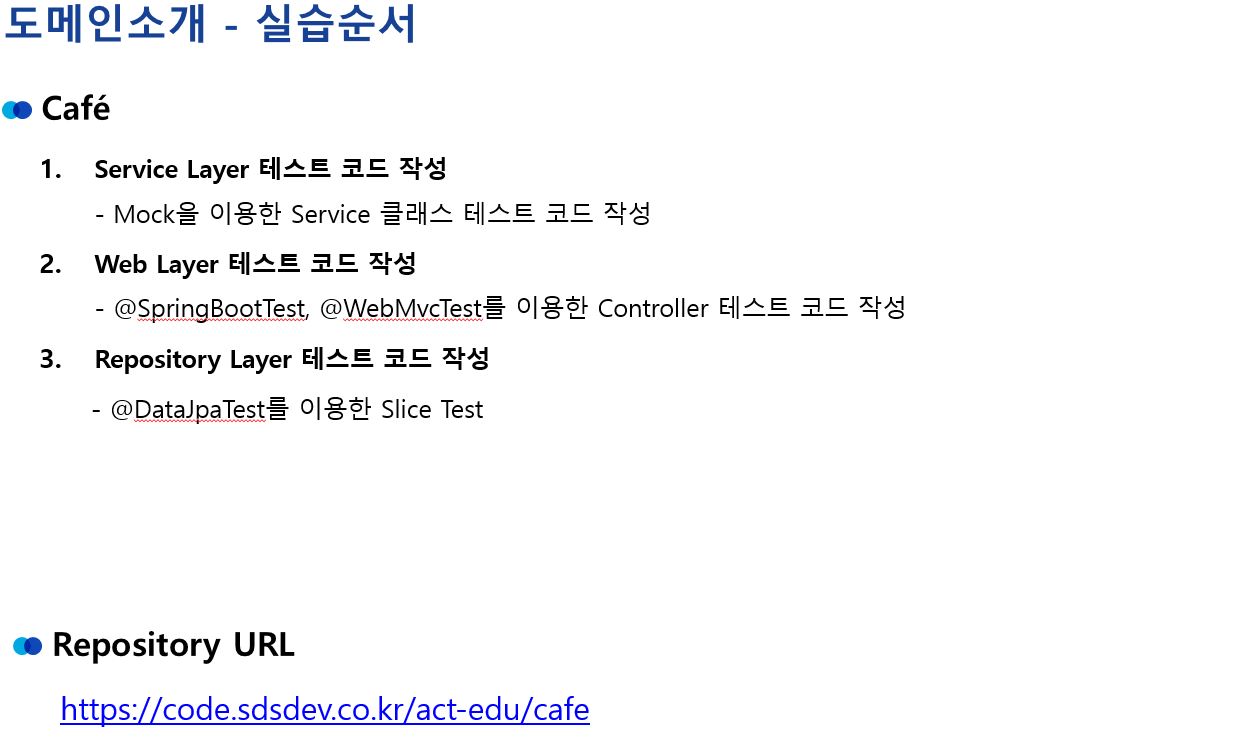 도메인소개 - 실습순서
Café
1. Service Layer 테스트 코드 작성
- Mock을 이용한 Service 클래스 테스트 코드 작성
2. Web Layer 테스트 코드 작성
- @SpringBootTest, @WebMvcTest를 이용한 Controller 테스트 코드 작성
3. Repository Layer 테스트 코드 작성
- @DataJpaTest를 이용한 Slice Test
Repository URL
https://code.sdsdev.co.kr/act-edu/cafe